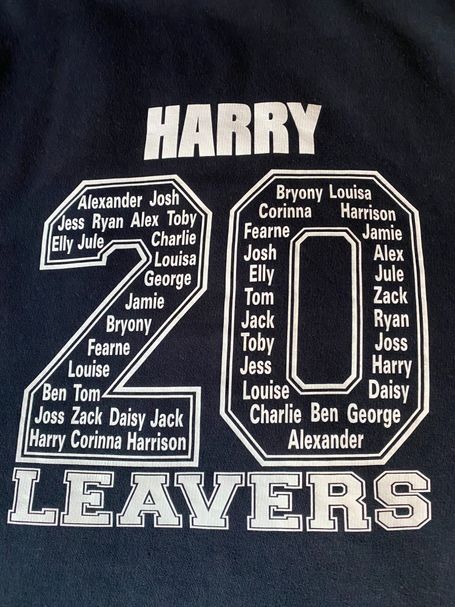 HARRY
20
Alexander Josh
Jess Ryan Alex Toby
Elly Jule Charlie
Louisa
George
Jamie
Bryony
Fearne
Louise
Ben Tom
Joss Zack Daisy Jack
Harry Corinna Harrison
Bryony Louisa
Corinna Harrison
Fearne Jamie
Josh Alex
Elly Jule
Tom Zack
Jack Ryan
Toby Joss
Jess Harry
Louise Daisy
Charlie Ben George
Alexander
LEAVERS